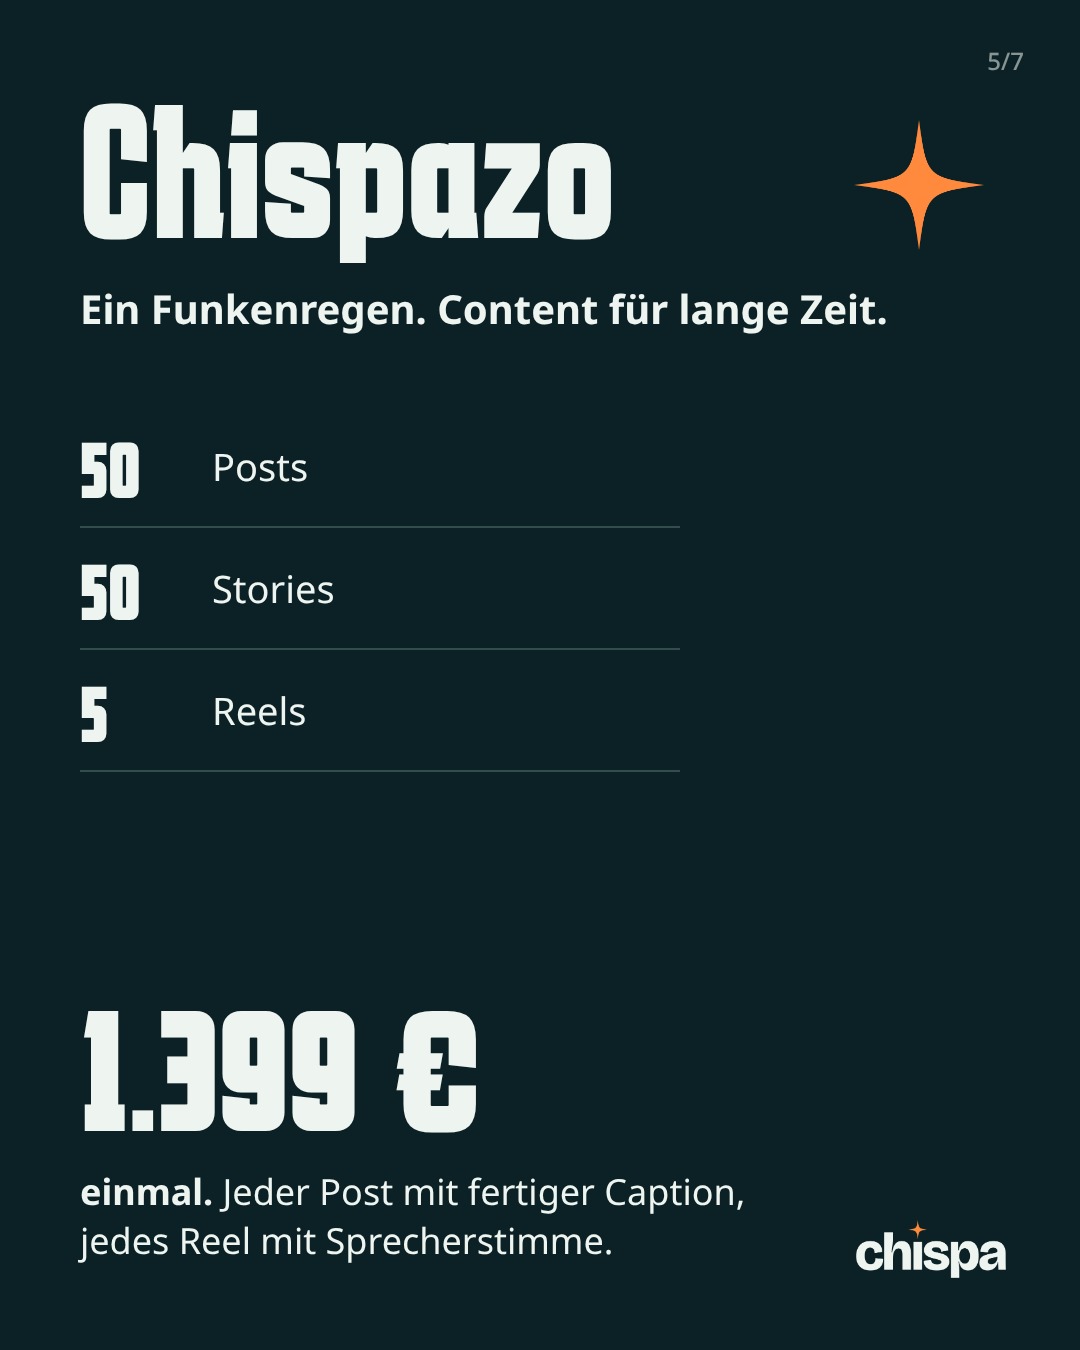 5/7
Chispazo
Ein Funkenregen. Content für lange Zeit.
50 Posts
50 Stories
5 Reels
1.399 €
einmal. Jeder Post mit fertiger Caption,
jedes Reel mit Sprecherstimme.
chispa